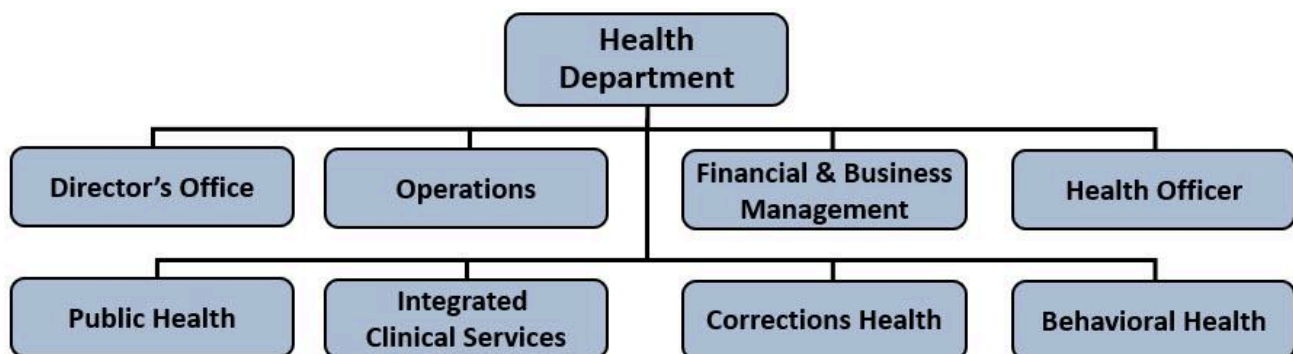 Health
Department
Director's Office
Operations
Financial & Business
Management
Health Officer
Public Health
Integrated
Clinical Services
Corrections Health
Behavioral Health